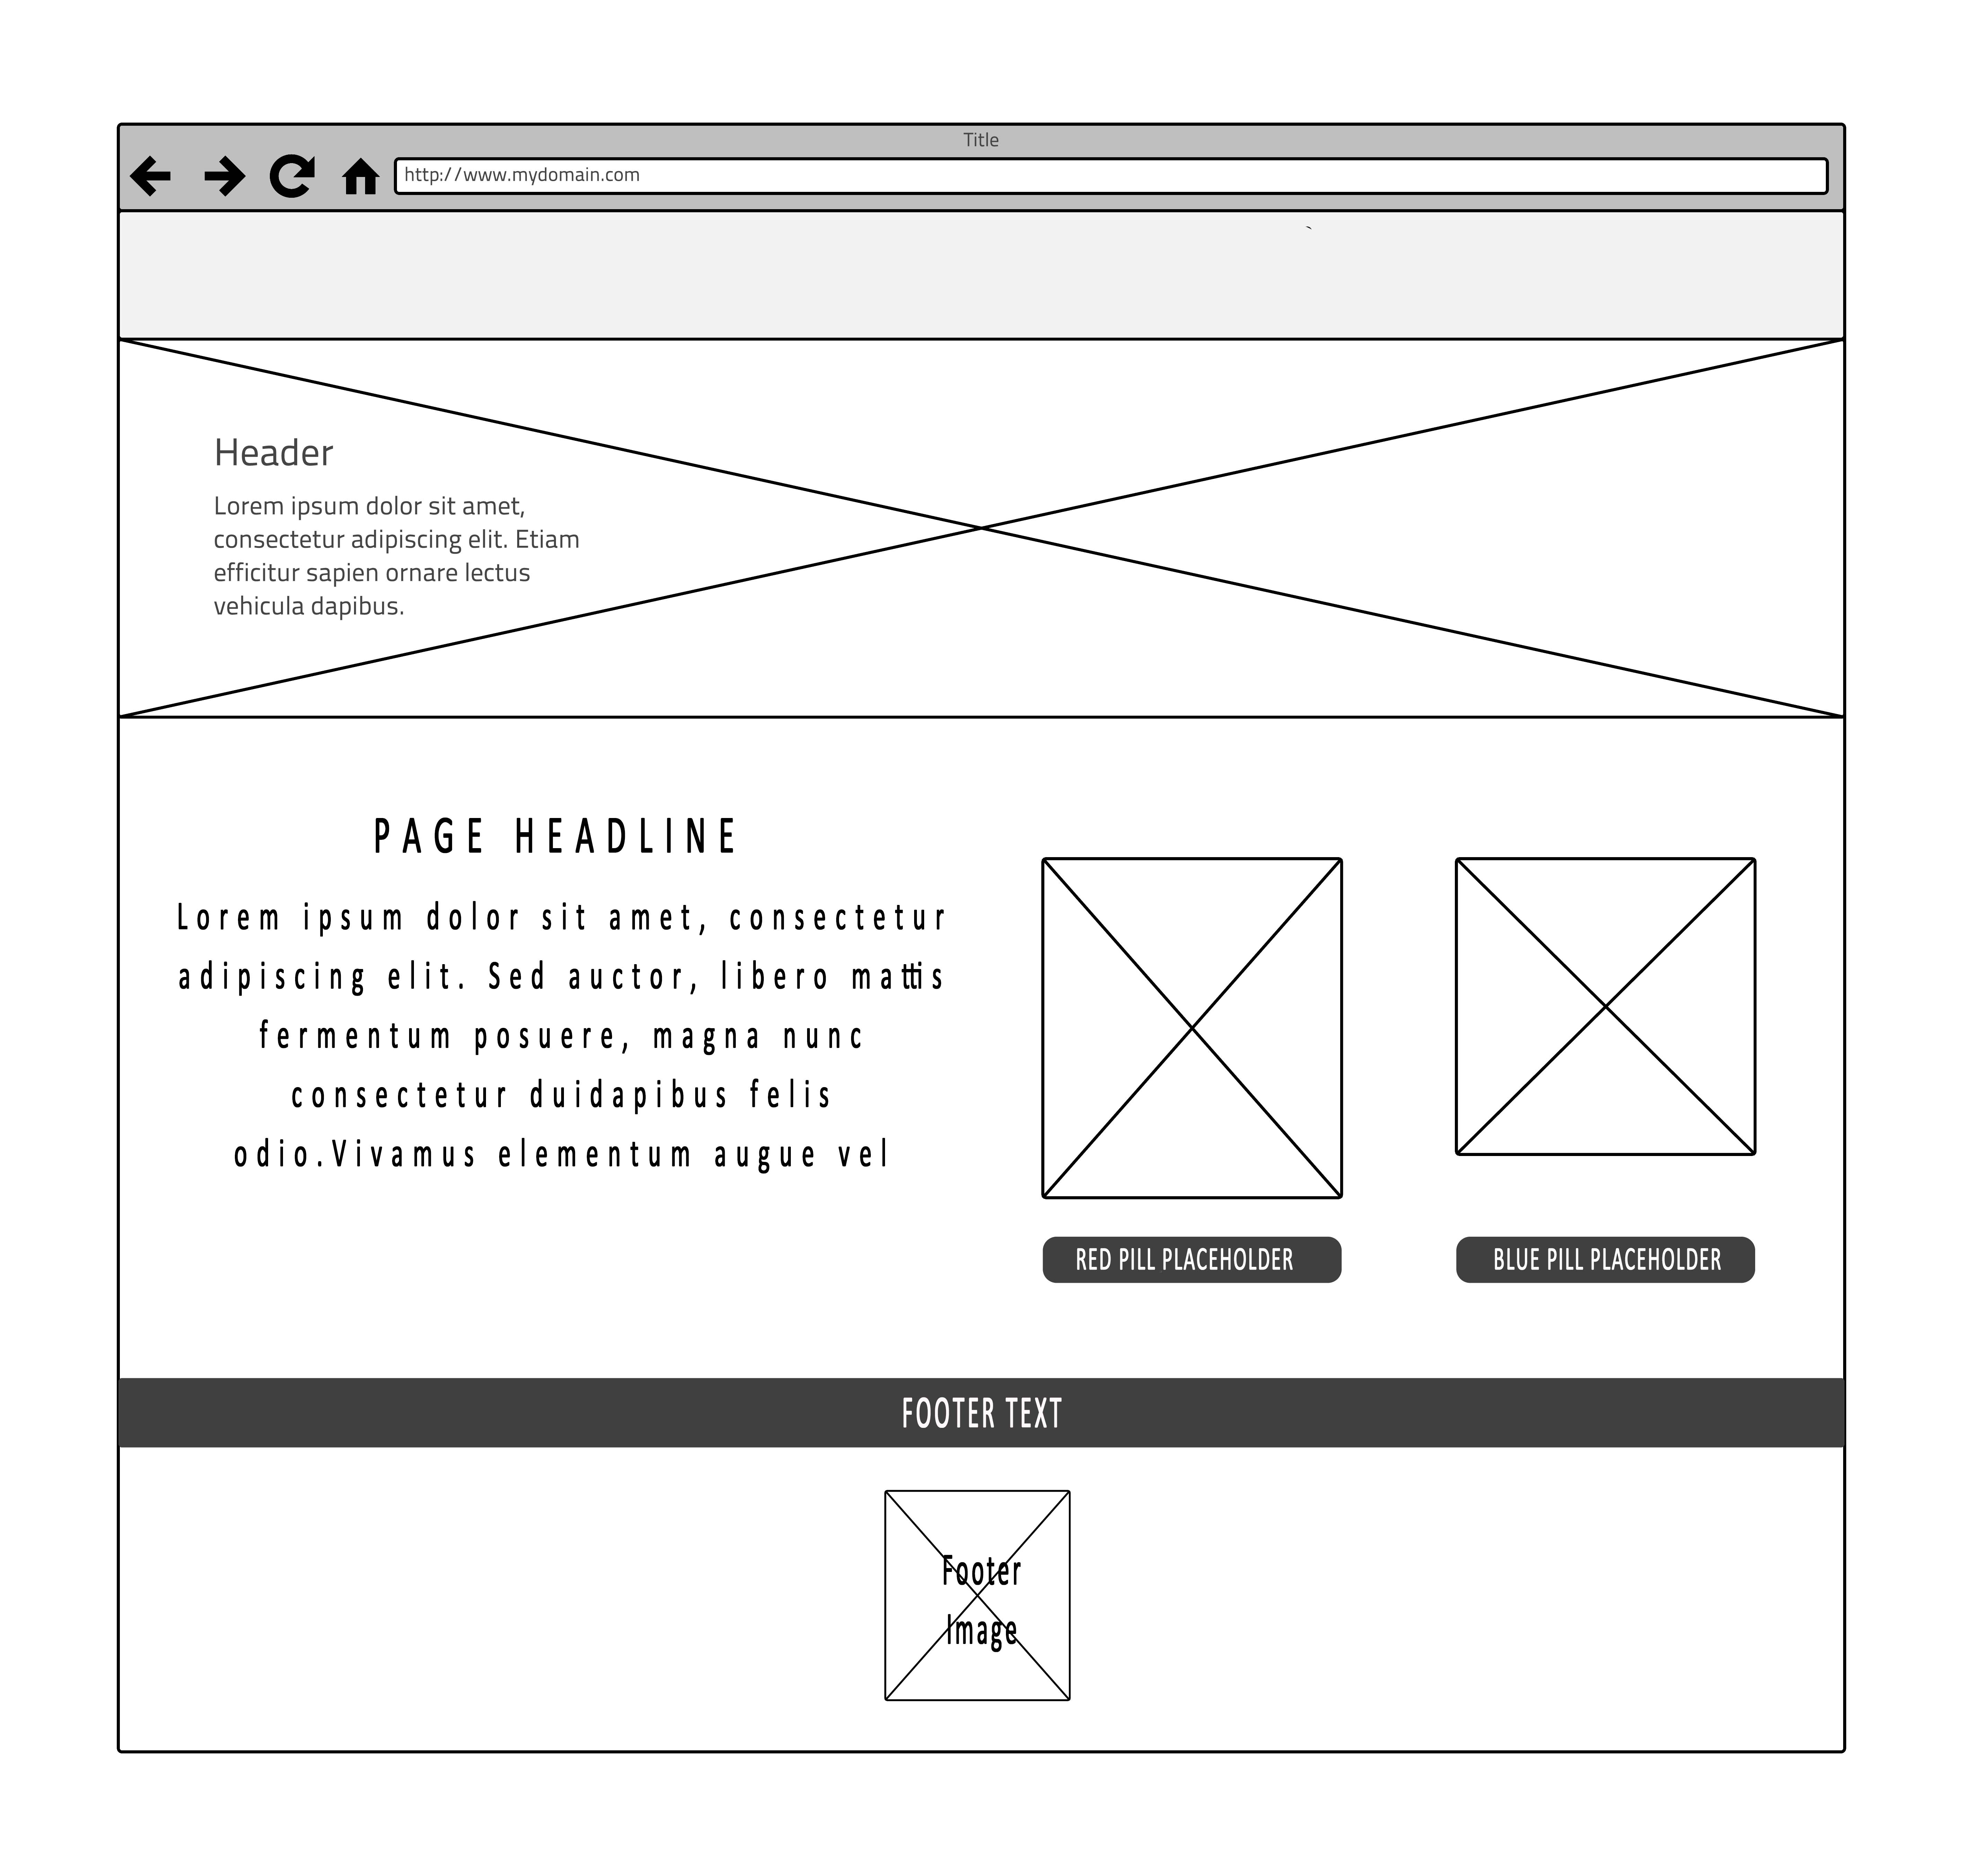 Title
http://www.mydomain.com
`
Header
Lorem ipsum dolor sit amet,
consectetur adipiscing elit. Etiam
efficitur sapien ornare lectus
vehicula dapibus.
PAGE HEADLINE
Lorem ipsum dolor sit amet, consectetur
adipiscing elit. Sed auctor, libero mattis
fermentum posuere, magna nunc
consectetur duidapibus felis
odio.Vivamus elementum augue vel
RED PILL PLACEHOLDER
BLUE PILL PLACEHOLDER
FOOTER TEXT
Footer
Image